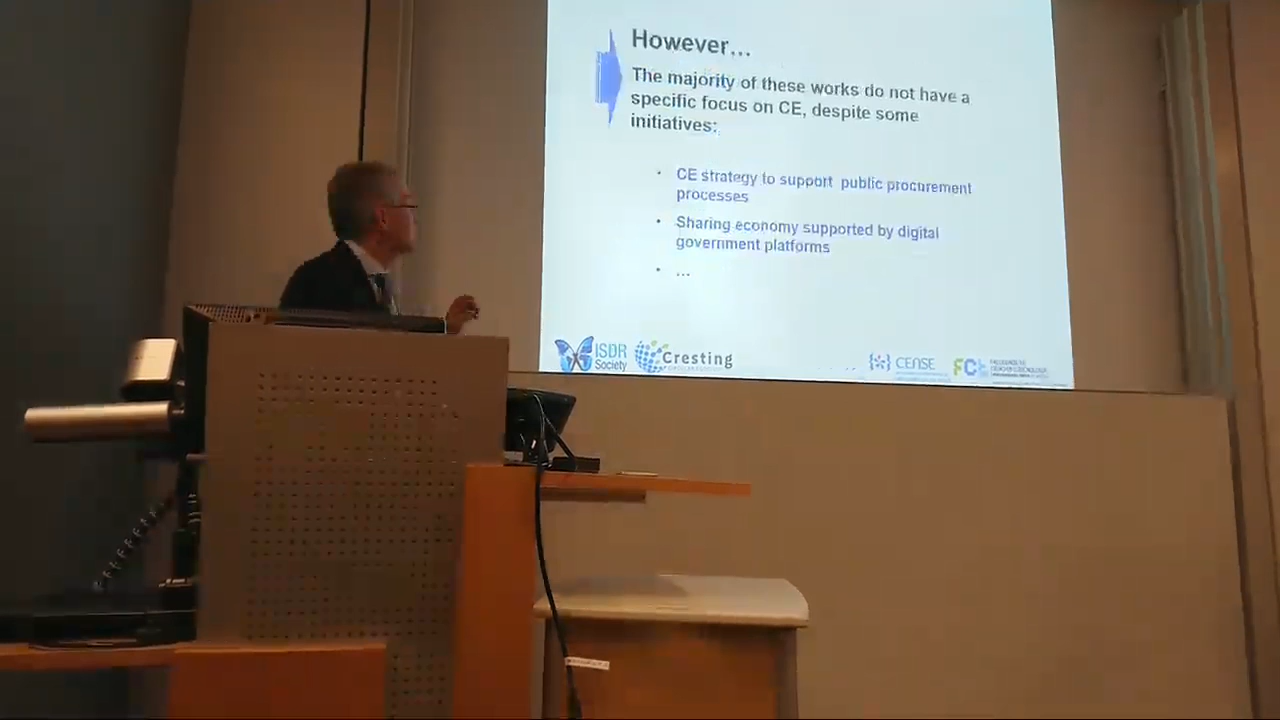 However...
The majority of these works do not have a
specific focus on CE, despite some
initiatives:
• CE strategy to support public procurement
processes
• Sharing economy supported by digital
government platforms
• ...
ISDR
Society
Cresting
CENSE
FCT